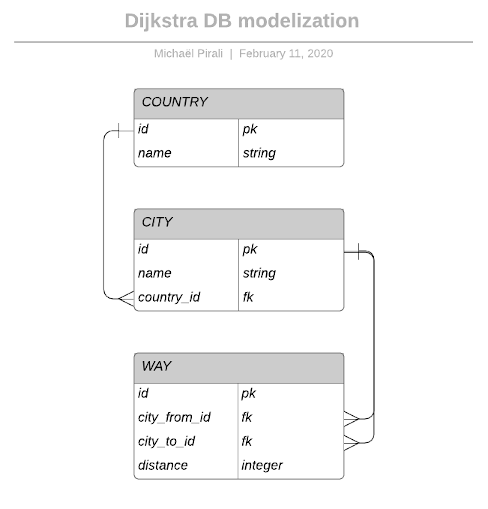 Dijkstra DB modelization
Michaël Pirali | February 11, 2020
COUNTRY
id pk
name string
CITY
id pk
name string
country_id fk
WAY
id pk
city_from_id fk
city_to_id fk
distance integer